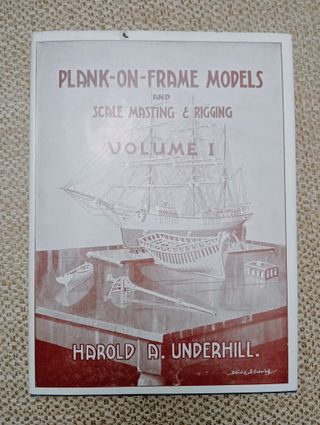 PLANK-ON-FRAME MODELS
AND
SCALE MASTING & RIGGING
VOLUME I
HAROLD A. UNDERHILL.